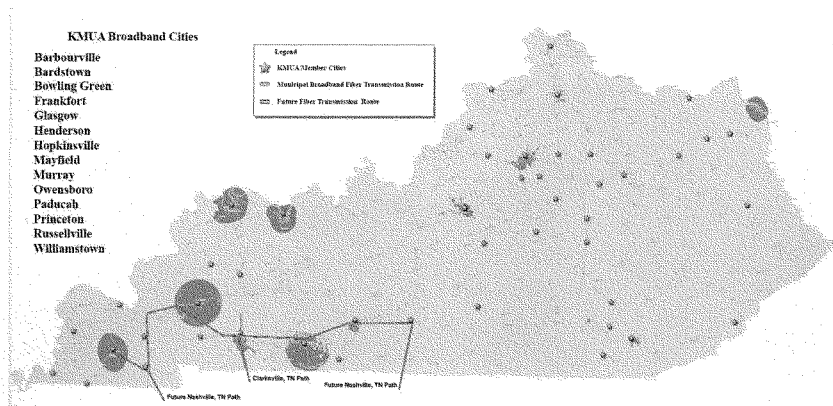 KMUA Broadband Cities
Barbourville
Bardstown
Bowling Green
Frankfort
Glasgow
Henderson
Hopkinsville
Mayfield
Murray
Owensboro
Paducah
Princeton
Russellville
Williamstown
Legend
KMUA Member Cities
Municipal Broadband Fiber Transmission Route
Future Fiber Transmission Route
Clarksville, TN Path
Future Nashville, TN Path
Future Nashville, TN Path